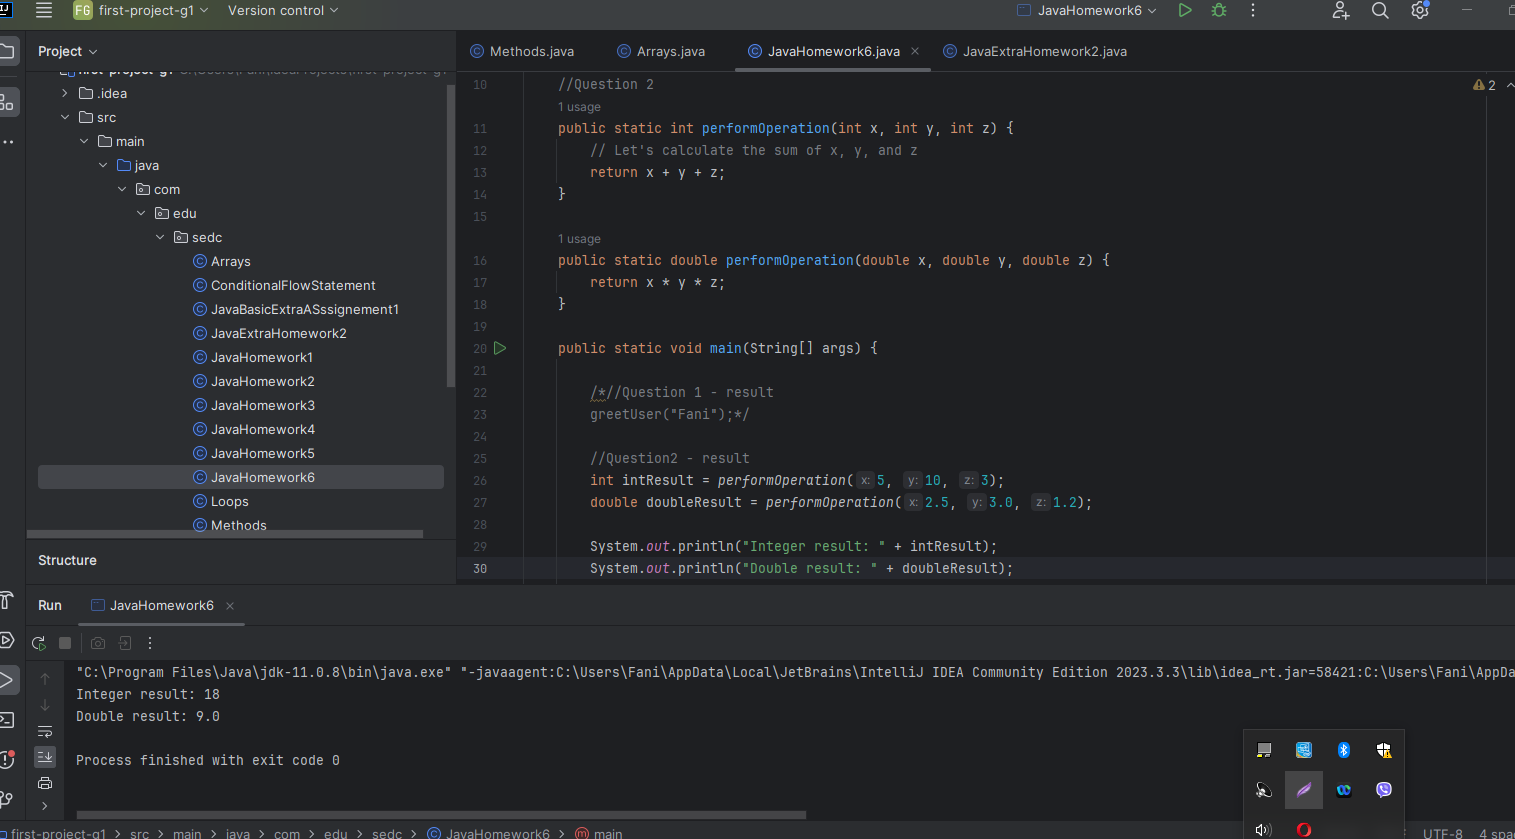 IJ
FG first-project-g1 Version control JavaHomework6
Project
Methods.java Arrays.java JavaHomework6.java JavaExtraHomework2.java
.idea
src
main
java
com
edu
sedc
Arrays
ConditionalFlowStatement
JavaBasicExtraASssignement1
JavaExtraHomework2
JavaHomework1
JavaHomework2
JavaHomework3
JavaHomework4
JavaHomework5
JavaHomework6
Loops
Methods
Structure
2
10 //Question 2
1 usage
11 public static int performOperation(int x, int y, int z) {
12 // Let's calculate the sum of x, y, and z
13 return x + y + z;
14 }
15
1 usage
16 public static double performOperation(double x, double y, double z) {
17 return x * y * z;
18 }
19
20 public static void main(String[] args) {
21
22 /*//Question 1 - result
23 greetUser("Fani");*/
24
25 //Question2 - result
26 int intResult = performOperation( x: 5, y: 10, z: 3);
27 double doubleResult = performOperation( x: 2.5, y: 3.0, z: 1.2);
28
29 System.out.println("Integer result: " + intResult);
30 System.out.println("Double result: " + doubleResult);
Run JavaHomework6
"C:\Program Files\Java\jdk-11.0.8\bin\java.exe" "-javaagent:C:\Users\Fani\AppData\Local\JetBrains\IntelliJ IDEA Community Edition 2023.3.3\lib\idea_rt.jar=58421:C:\Users\Fani\AppDa
Integer result: 18
Double result: 9.0
Process finished with exit code 0
first-project-g1 > src > main > java > com > edu > sedc > JavaHomework6 > main UTF-8 4 spac